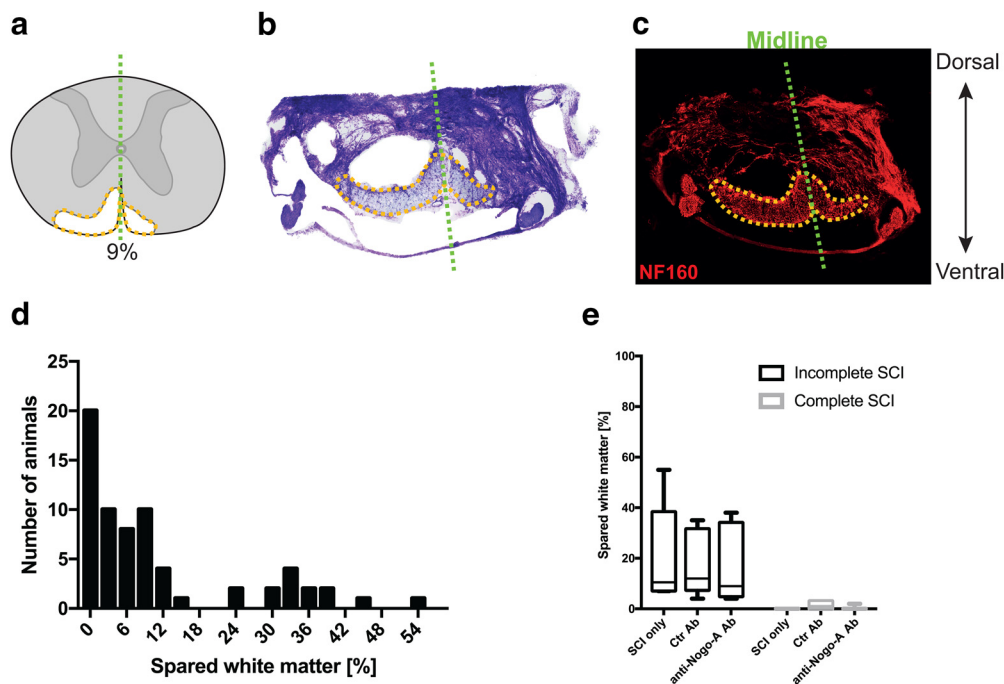 a
b
c
Midline
Dorsal
9%
NF160
Ventral
d
25
20
15
10
5
0
Number of animals
0
6
12
18
24
30
36
42
48
54
Spared white matter [%]
e
100
80
60
40
20
0
Spared white matter [%]
Incomplete SCI
Complete SCI
SCI only
Ctr Ab
anti-Nogo-A Ab
SCI only
Ctr Ab
anti-Nogo-A Ab